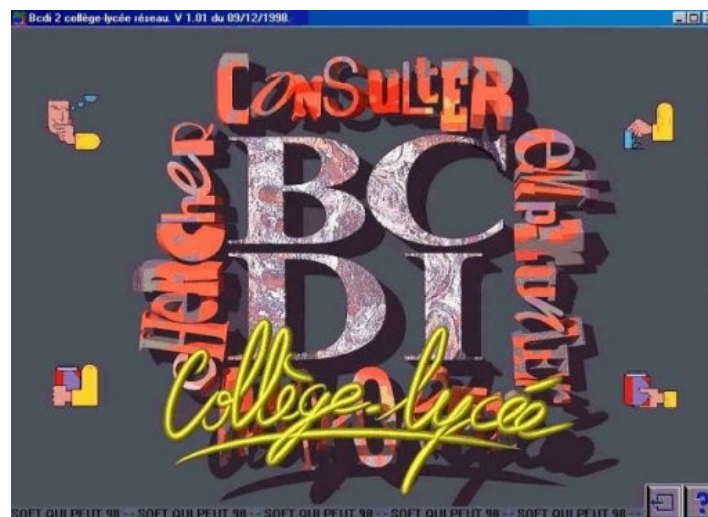 Bcdi 2 collège-lycée réseau. V 1.01 du 09/12/1998.
CONSULTER
CHERCHER
EMPRUNTER
BC
DI
Collège-lycée
?
SOFT QUI PEUT 98 - - SOFT QUI PEUT 98 - - SOFT QUI PEUT 98 - - SOFT QUI PEUT 98 - - SOFT QUI PEUT 98 - -